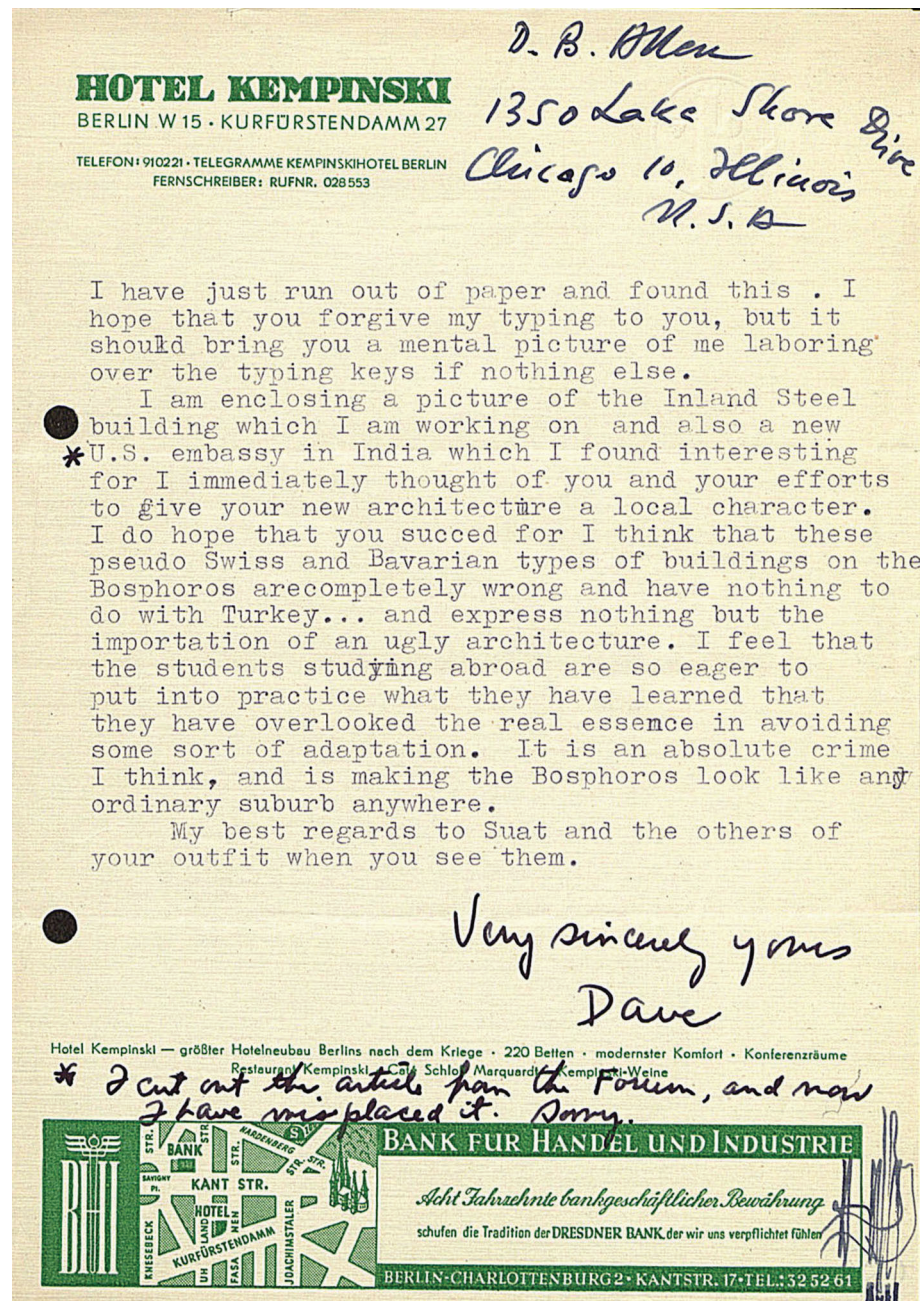 D. B. Allen
1350 Lake Shore Drive
Chicago 10, Illinois
U.S.A
HOTEL KEMPINSKI
BERLIN W 15 · KURFÜRSTENDAMM 27
TELEFON: 910221 · TELEGRAMME KEMPINSKIHOTEL BERLIN
FERNSCHREIBER: RUFNR. 028553
I have just run out of paper and found this . I
hope that you forgive my typing to you, but it
should bring you a mental picture of me laboring
over the typing keys if nothing else.
I am enclosing a picture of the Inland Steel
building which I am working on and also a new
* U.S. embassy in India which I found interesting
for I immediately thought of you and your efforts
to give your new architecture a local character.
I do hope that you succed for I think that these
pseudo Swiss and Bavarian types of buildings on the
Bosphoros arecompletely wrong and have nothing to
do with Turkey... and express nothing but the
importation of an ugly architecture. I feel that
the students studying abroad are so eager to
put into practice what they have learned that
they have overlooked the real essence in avoiding
some sort of adaptation. It is an absolute crime
I think, and is making the Bosphoros look like any
ordinary suburb anywhere.
My best regards to Suat and the others of
your outfit when you see them.
Very sincerely yours
Dave
Hotel Kempinski — größter Hotelneubau Berlins nach dem Kriege · 220 Betten · modernster Komfort · Konferenzräume
Restaurant Kempinski · Café Schloß Marquardt · Kempinski-Weine
* I cut out the article from the Forum, and now
I have misplaced it. Sorry.
BHI
STR.
BANK
STR.
HARDENBERG STR.
STR.
SAVIGNY PL.
KANT STR.
HOTEL
KNESEBECK
UHLAND
FASANEN
KURFÜRSTENDAMM
JOACHIMSTALER
BANK FÜR HANDEL UND INDUSTRIE
Acht Jahrzehnte bankgeschäftlicher Bewährung
schufen die Tradition der DRESDNER BANK der wir uns verpflichtet fühlen
BERLIN-CHARLOTTENBURG 2 · KANTSTR. 17 · TEL.: 32 52 61